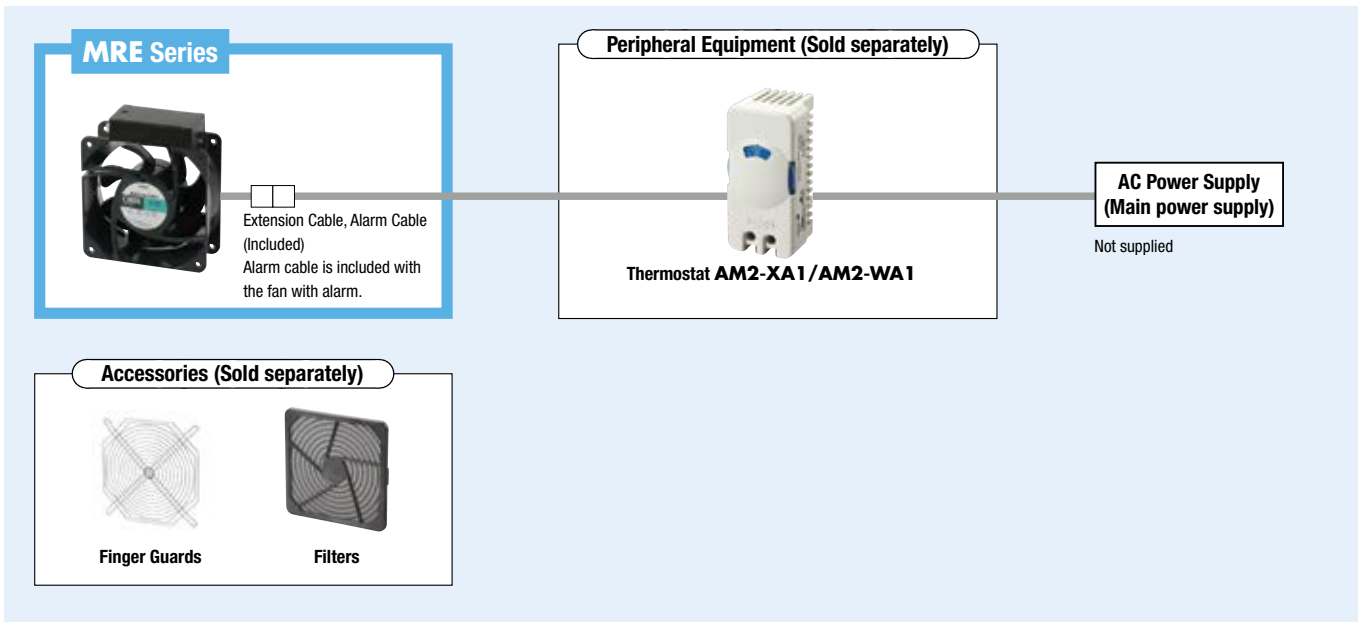 MRE Series
Extension Cable, Alarm Cable
(Included)
Alarm cable is included with
the fan with alarm.
Peripheral Equipment (Sold separately)
Thermostat AM2-XA1/AM2-WA1
AC Power Supply
(Main power supply)
Not supplied
Accessories (Sold separately)
Finger Guards
Filters